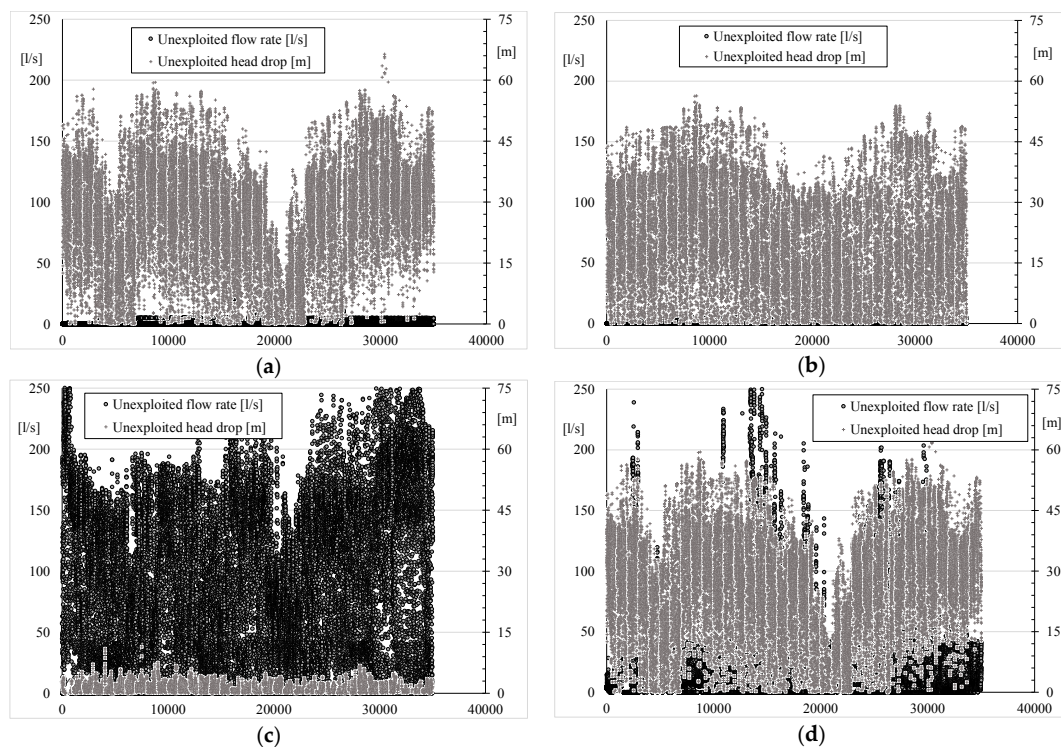 250 75
Unexploited flow rate [l/s]
[l/s] [m]
Unexploited head drop [m]
200 60
150 45
100 30
50 15
0 0
0 10000 20000 30000 40000
(a)
250 75
Unexploited flow rate [l/s]
[l/s] [m]
Unexploited head drop [m]
200 60
150 45
100 30
50 15
0 0
0 10000 20000 30000 40000
(b)
250 75
Unexploited flow rate [l/s]
[l/s] [m]
Unexploited head drop [m]
200 60
150 45
100 30
50 15
0 0
0 10000 20000 30000 40000
(c)
250 75
Unexploited flow rate [l/s]
[l/s] [m]
Unexploited head drop [m]
200 60
150 45
100 30
50 15
0 0
0 10000 20000 30000 40000
(d)